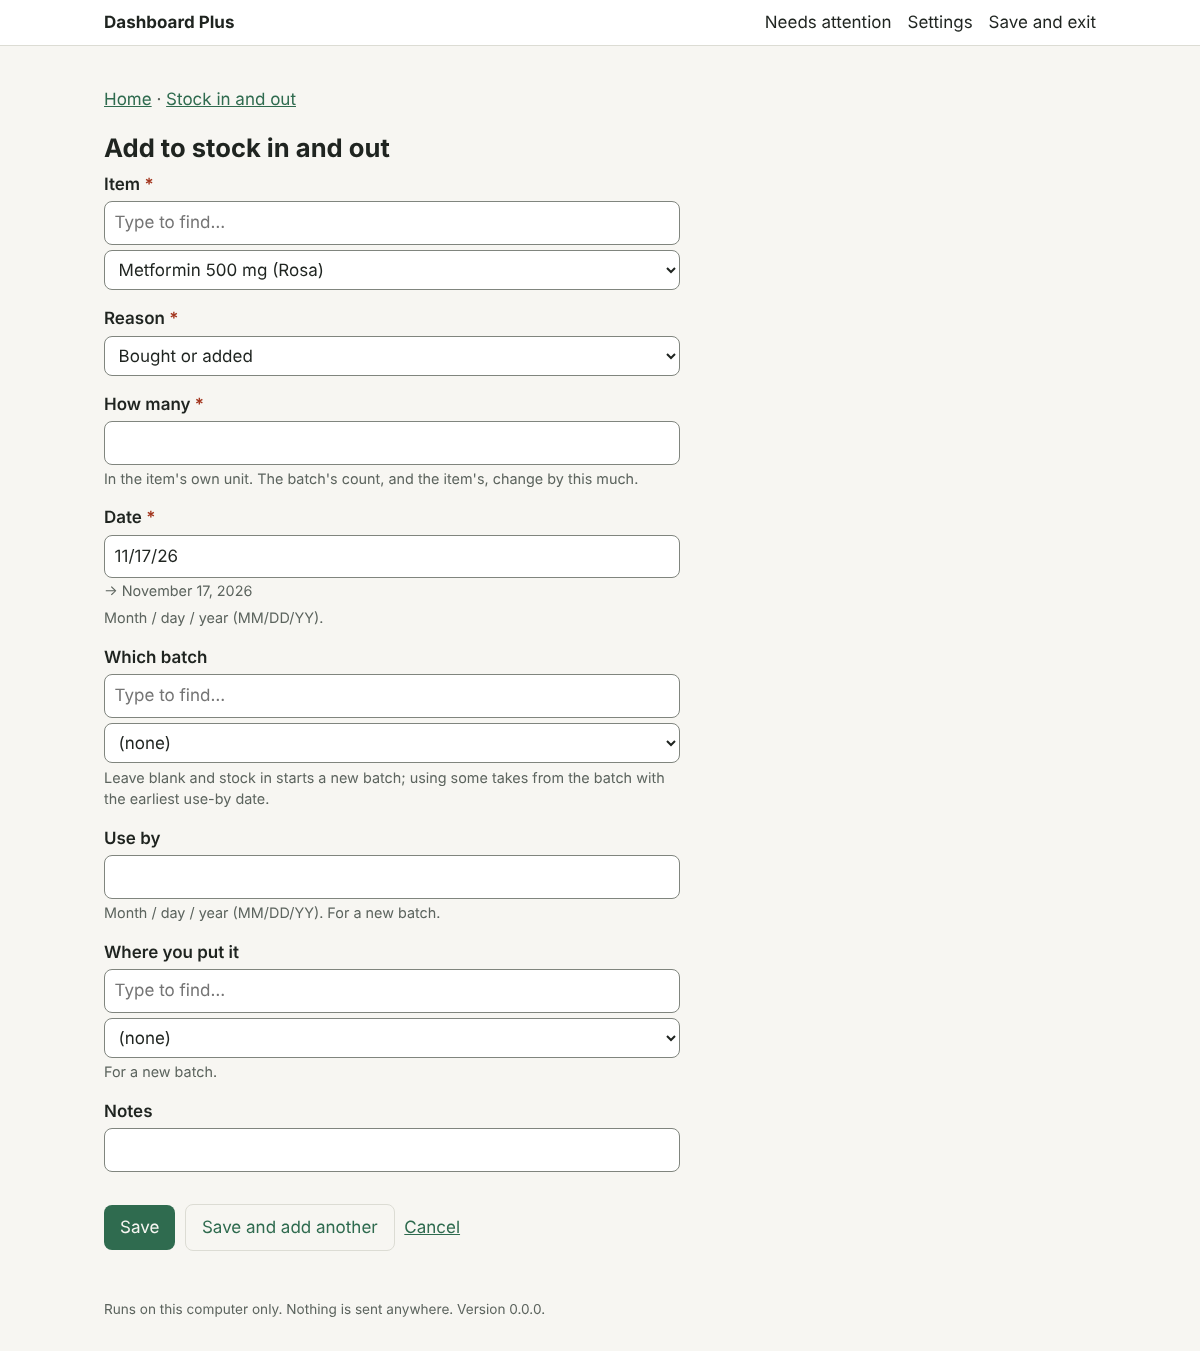 Dashboard Plus
Needs attention Settings Save and exit
Home · Stock in and out
Add to stock in and out
Item *
Type to find...
Metformin 500 mg (Rosa)
Reason *
Bought or added
How many *
In the item's own unit. The batch's count, and the item's, change by this much.
Date *
11/17/26
→ November 17, 2026
Month / day / year (MM/DD/YY).
Which batch
Type to find...
(none)
Leave blank and stock in starts a new batch; using some takes from the batch with
the earliest use-by date.
Use by
Month / day / year (MM/DD/YY). For a new batch.
Where you put it
Type to find...
(none)
For a new batch.
Notes
Save Save and add another Cancel
Runs on this computer only. Nothing is sent anywhere. Version 0.0.0.